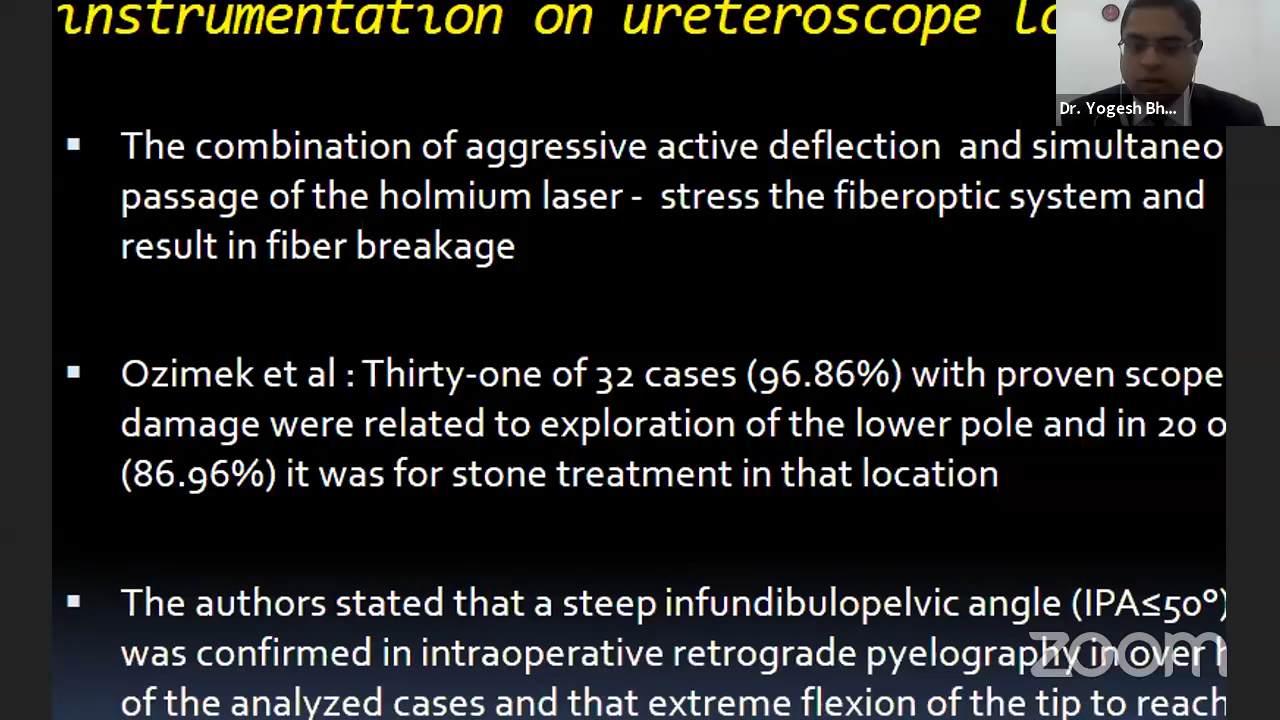 instrumentation on ureteroscope lo
Dr. Yogesh Bh...
▪ The combination of aggressive active deflection and simultaneo
passage of the holmium laser - stress the fiberoptic system and
result in fiber breakage
▪ Ozimek et al : Thirty-one of 32 cases (96.86%) with proven scope
damage were related to exploration of the lower pole and in 20 o
(86.96%) it was for stone treatment in that location
▪ The authors stated that a steep infundibulopelvic angle (IPA≤50°)
was confirmed in intraoperative retrograde pyelography in over h
of the analyzed cases and that extreme flexion of the tip to reach
zoom